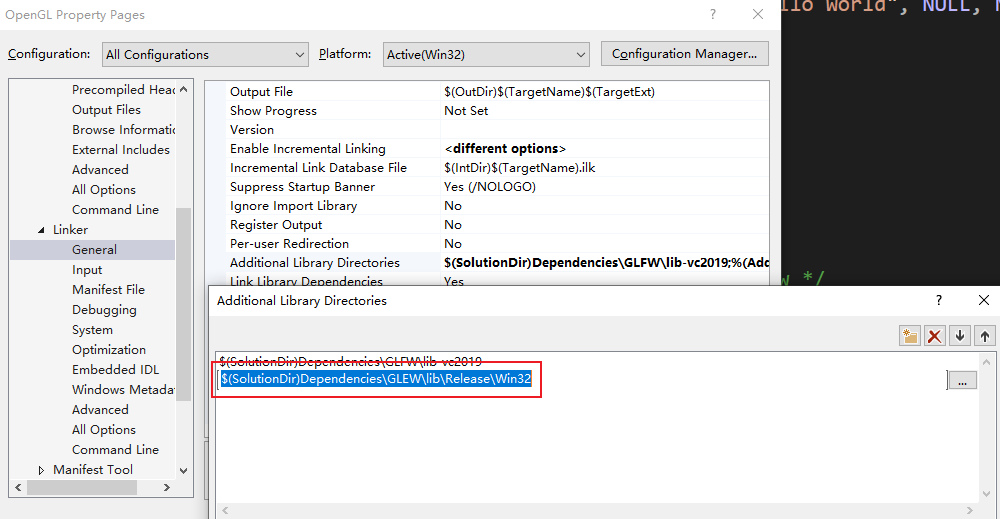 OpenGL Property Pages
?
Configuration: All Configurations Platform: Active(Win32) Configuration Manager...
llo World", NULL, N
Precompiled Head
Output Files
Browse Informatic
External Includes
Advanced
All Options
Command Line
Linker
General
Input
Manifest File
Debugging
System
Optimization
Embedded IDL
Windows Metada
Advanced
All Options
Command Line
Manifest Tool
Output File $(OutDir)$(TargetName)$(TargetExt)
Show Progress Not Set
Version
Enable Incremental Linking <different options>
Incremental Link Database File $(IntDir)$(TargetName).ilk
Suppress Startup Banner Yes (/NOLOGO)
Ignore Import Library No
Register Output No
Per-user Redirection No
Additional Library Directories $(SolutionDir)Dependencies\GLFW\lib-vc2019;%(Add
Link Library Dependencies Yes
w */
Additional Library Directories
?
$(SolutionDir)Dependencies\GLFW\lib-vc2019
$(SolutionDir)Dependencies\GLEW\lib\Release\Win32
...